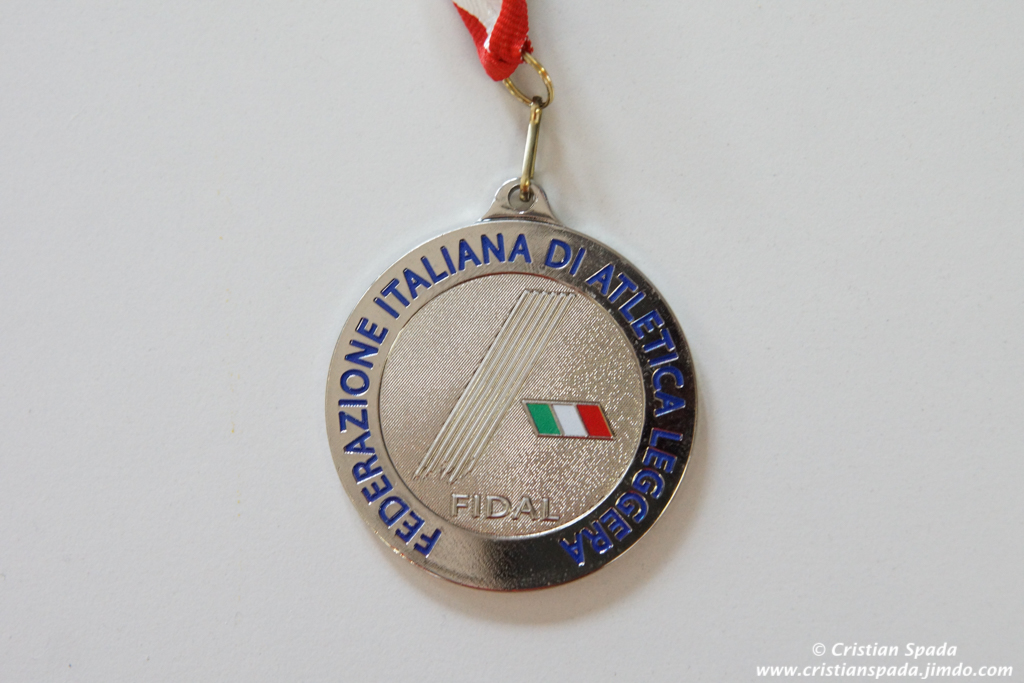 FEDERAZIONE ITALIANA DI ATLETICA LEGGERA
FIDAL
© Cristian Spada
www.cristianspada.jimdo.com